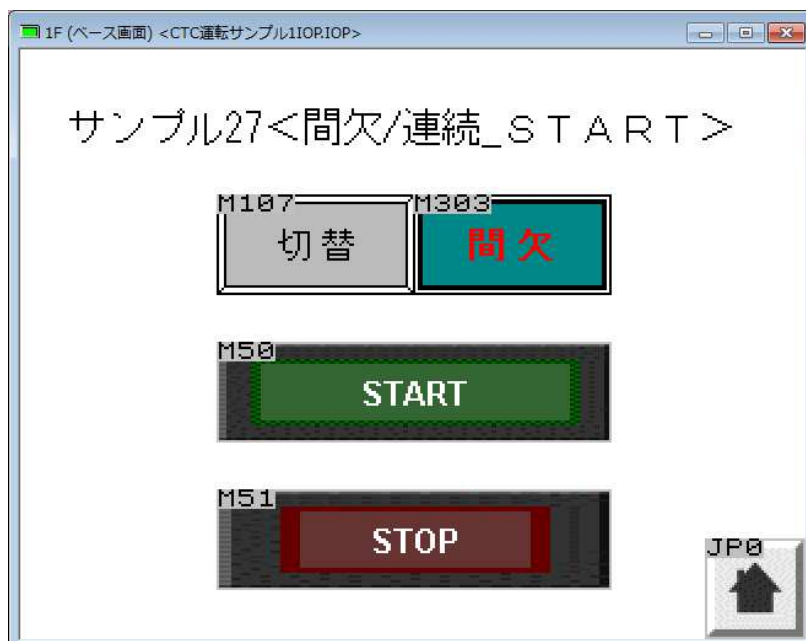 1F (ベース画面) <CTC運転サンプル1IOP.IOP>
サンプル27＜間欠/連続_ＳＴＡＲＴ＞
M107 M303
切替 間欠
M50
START
M51
STOP
JP0